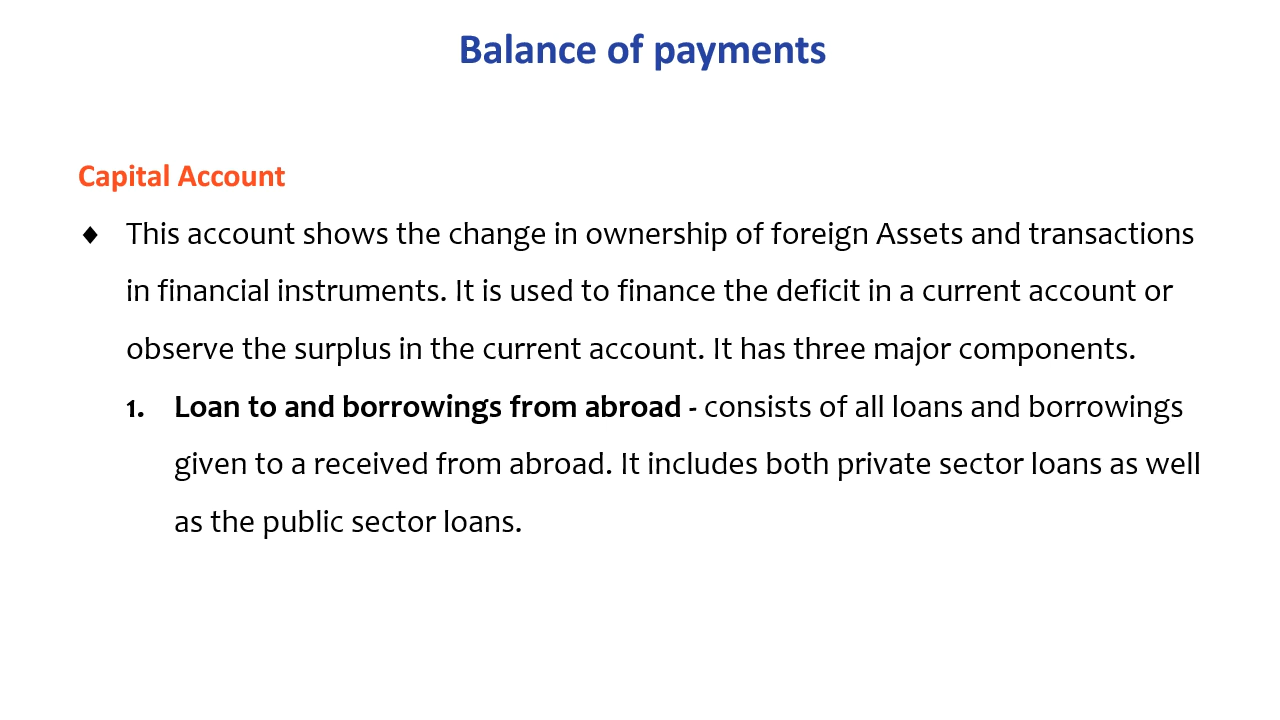 Balance of payments
Capital Account
♦ This account shows the change in ownership of foreign Assets and transactions
in financial instruments. It is used to finance the deficit in a current account or
observe the surplus in the current account. It has three major components.
1. Loan to and borrowings from abroad - consists of all loans and borrowings
given to a received from abroad. It includes both private sector loans as well
as the public sector loans.